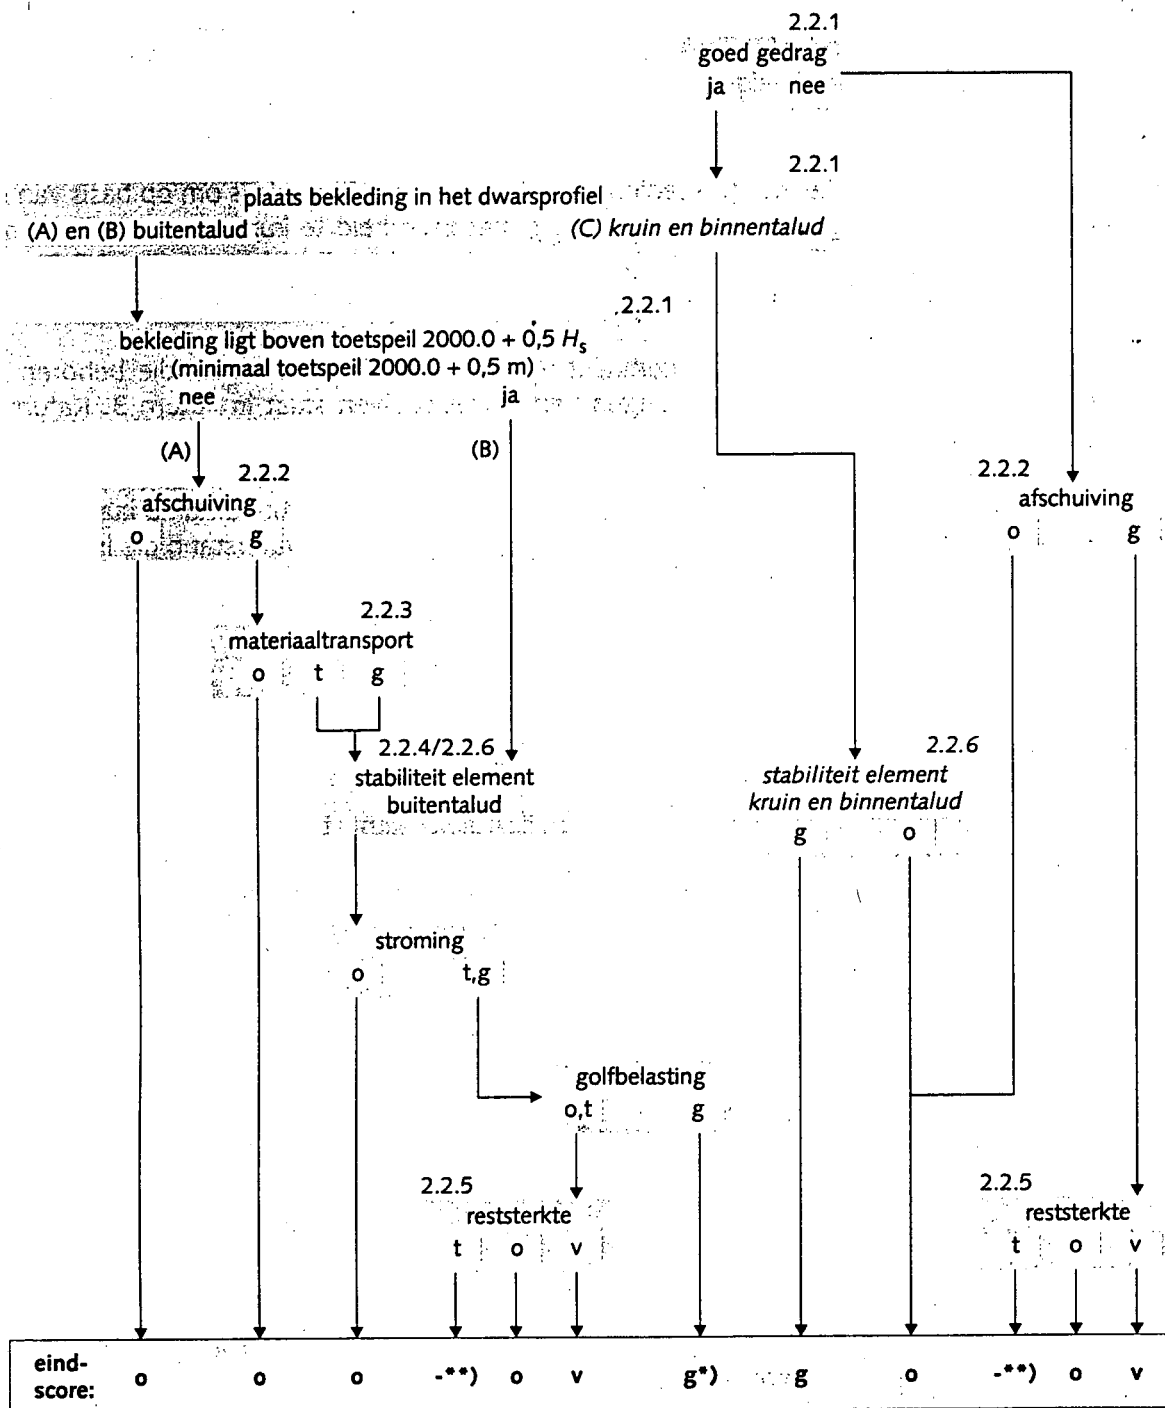 2.2.1
goed gedrag
ja nee
2.2.1
plaats bekleding in het dwarsprofiel
(A) en (B) buitentalud (C) kruin en binnentalud
2.2.1
bekleding ligt boven toetspeil 2000.0 + 0,5 Hs
(minimaal toetspeil 2000.0 + 0,5 m)
nee ja
(A) (B)
2.2.2
afschuiving
o g
2.2.2
afschuiving
o g
2.2.3
materiaaltransport
o t g
2.2.4/2.2.6
stabiliteit element
buitentalud
2.2.6
stabiliteit element
kruin en binnentalud
g o
stroming
o t,g
golfbelasting
o,t g
2.2.5
reststerkte
t o v
2.2.5
reststerkte
t o v
eind-
score: o o o -**) o v g*) g o -**) o v